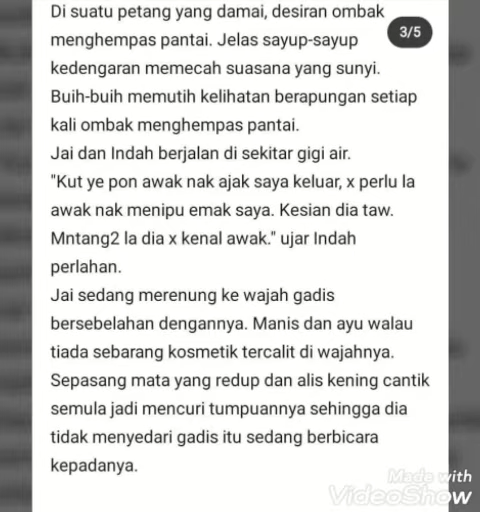 Di suatu petang yang damai, desiran ombak
3/5
menghempas pantai. Jelas sayup-sayup
kedengaran memecah suasana yang sunyi.
Buih-buih memutih kelihatan berapungan setiap
kali ombak menghempas pantai.
Jai dan Indah berjalan di sekitar gigi air.
"Kut ye pon awak nak ajak saya keluar, x perlu la
awak nak menipu emak saya. Kesian dia taw.
Mntang2 la dia x kenal awak." ujar Indah
perlahan.
Jai sedang merenung ke wajah gadis
bersebelahan dengannya. Manis dan ayu walau
tiada sebarang kosmetik tercalit di wajahnya.
Sepasang mata yang redup dan alis kening cantik
semula jadi mencuri tumpuannya sehingga dia
tidak menyedari gadis itu sedang berbicara
kepadanya.
Made with
VideoShow